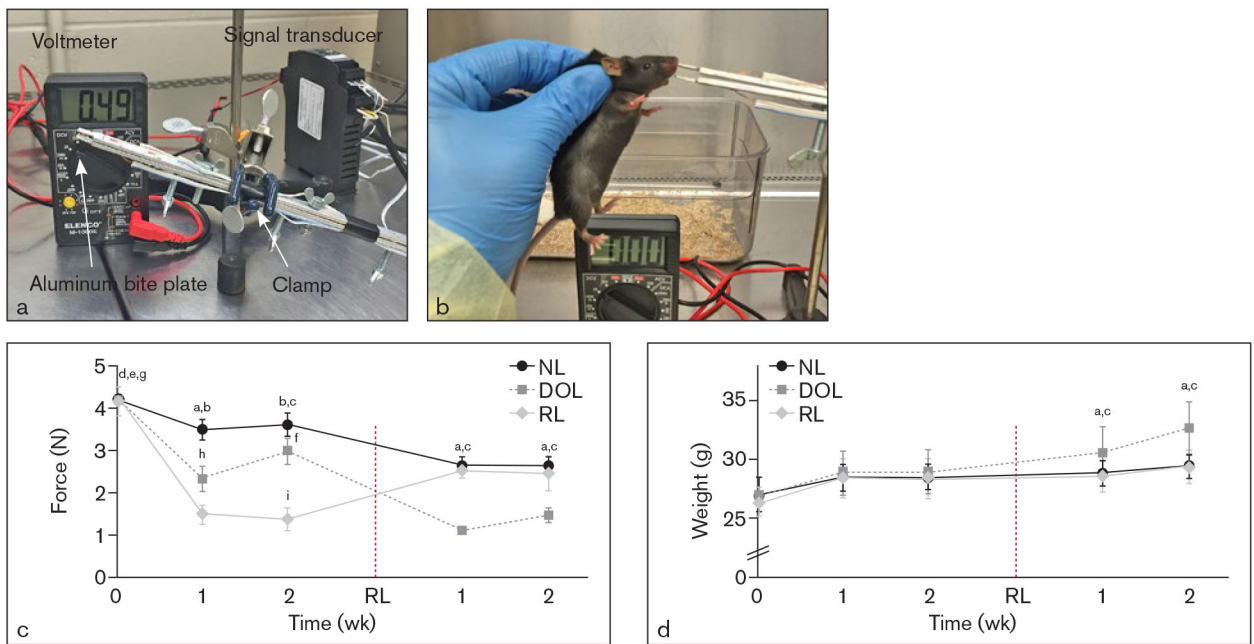 Voltmeter
Signal transducer
0.49
DCV
ELENCO
M-1000E
Aluminum bite plate
Clamp
a
b
5
4
3
2
1
0
Force (N)
d,e,g
a,b
b,c
f
h
i
a,c
a,c
NL
DOL
RL
0
1
2
RL
1
2
Time (wk)
c
35
30
25
0
Weight (g)
NL
DOL
RL
a,c
a,c
0
1
2
RL
1
2
Time (wk)
d